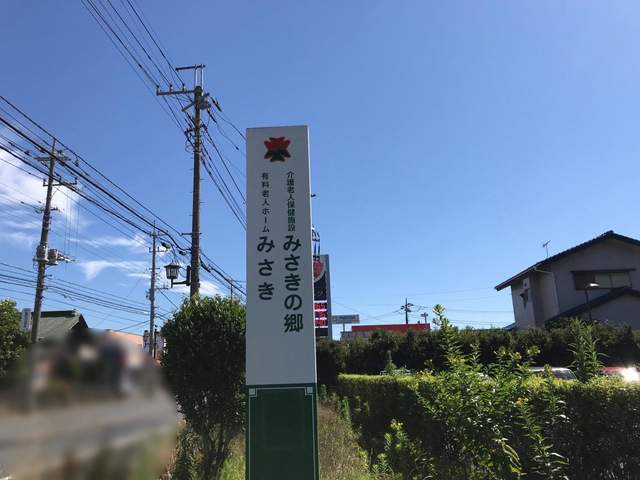 介護老人保健施設
みさきの郷
有料老人ホーム
みさき